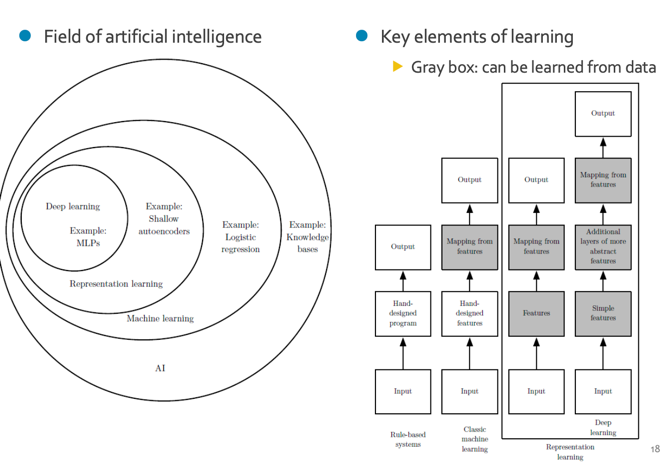 Field of artificial intelligence
Deep learning
Example:
MLPs
Example:
Shallow
autoencoders
Example:
Logistic
regression
Example:
Knowledge
bases
Representation learning
Machine learning
AI
Key elements of learning
Gray box: can be learned from data
Output
Output
Output
Mapping from
features
Output
Mapping from
features
Mapping from
features
Additional
layers of more
abstract
features
Hand-
designed
program
Hand-
designed
features
Features
Simple
features
Input
Input
Input
Input
Rule-based
systems
Classic
machine
learning
Deep
learning
Representation
learning
18